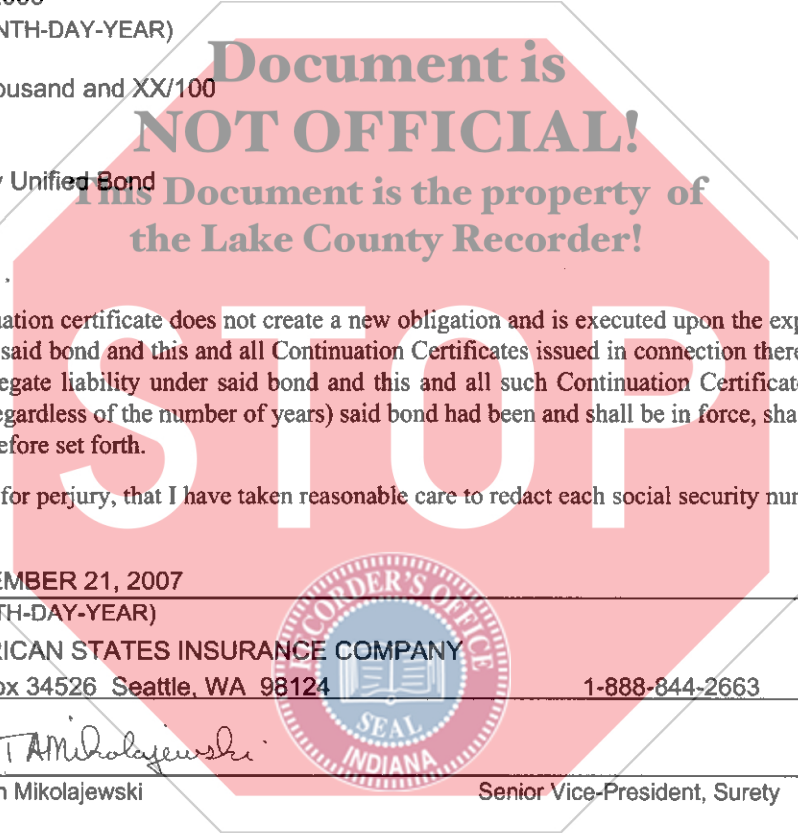 NTH-DAY-YEAR)
Document is
ousand and XX/100
NOT OFFICIAL!
Unified Bond
This Document is the property of
the Lake County Recorder!
uation certificate does not create a new obligation and is executed upon the exp
said bond and this and all Continuation Certificates issued in connection there
egate liability under said bond and this and all such Continuation Certificat
egardless of the number of years) said bond had been and shall be in force, sha
efore set forth.
for perjury, that I have taken reasonable care to redact each social security nu
STOP
EMBER 21, 2007
TH-DAY-YEAR)
RICAN STATES INSURANCE COMPANY
ox 34526 Seattle, WA 98124 1-888-844-2663
RECORDER'S OFFICE
SEAL
INDIANA
TAMikolajewski
n Mikolajewski Senior Vice-President, Surety